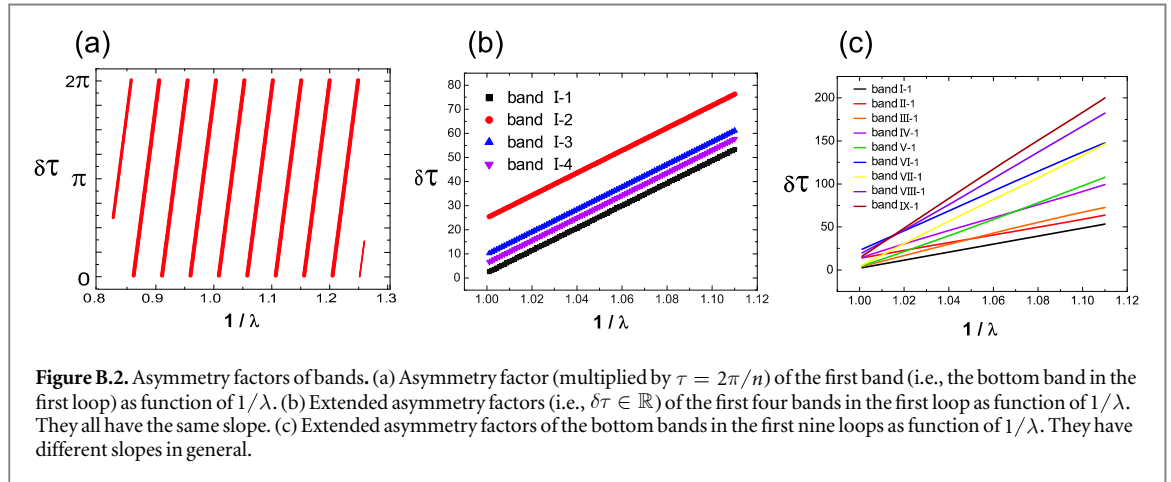 (a)
2π
δτ
π
0
0.8 0.9 1.0 1.1 1.2 1.3
1 / λ
(b)
80
70
60
50
δτ
40
30
20
10
0
band I-1
band I-2
band I-3
band I-4
1.00 1.02 1.04 1.06 1.08 1.10 1.12
1 / λ
(c)
200
150
δτ
100
50
0
band I-1
band II-1
band III-1
band IV-1
band V-1
band VI-1
band VII-1
band VIII-1
band IX-1
1.00 1.02 1.04 1.06 1.08 1.10 1.12
1 / λ
Figure B.2. Asymmetry factors of bands. (a) Asymmetry factor (multiplied by τ = 2π/n) of the first band (i.e., the bottom band in the
first loop) as function of 1/λ. (b) Extended asymmetry factors (i.e., δτ ∈ ℝ) of the first four bands in the first loop as function of 1/λ.
They all have the same slope. (c) Extended asymmetry factors of the bottom bands in the first nine loops as function of 1/λ. They have
different slopes in general.